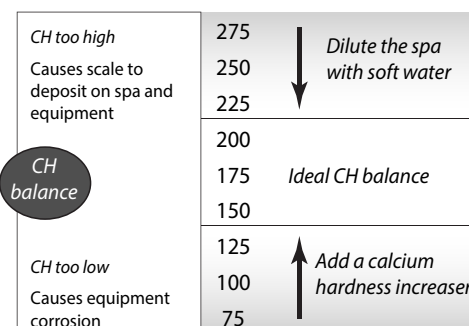 CH too high
Causes scale to
deposit on spa and
equipment
CH
balance
CH too low
Causes equipment
corrosion
275
250
225
200
175
150
125
100
75
Dilute the spa
with soft water
Ideal CH balance
Add a calcium
hardness increaser